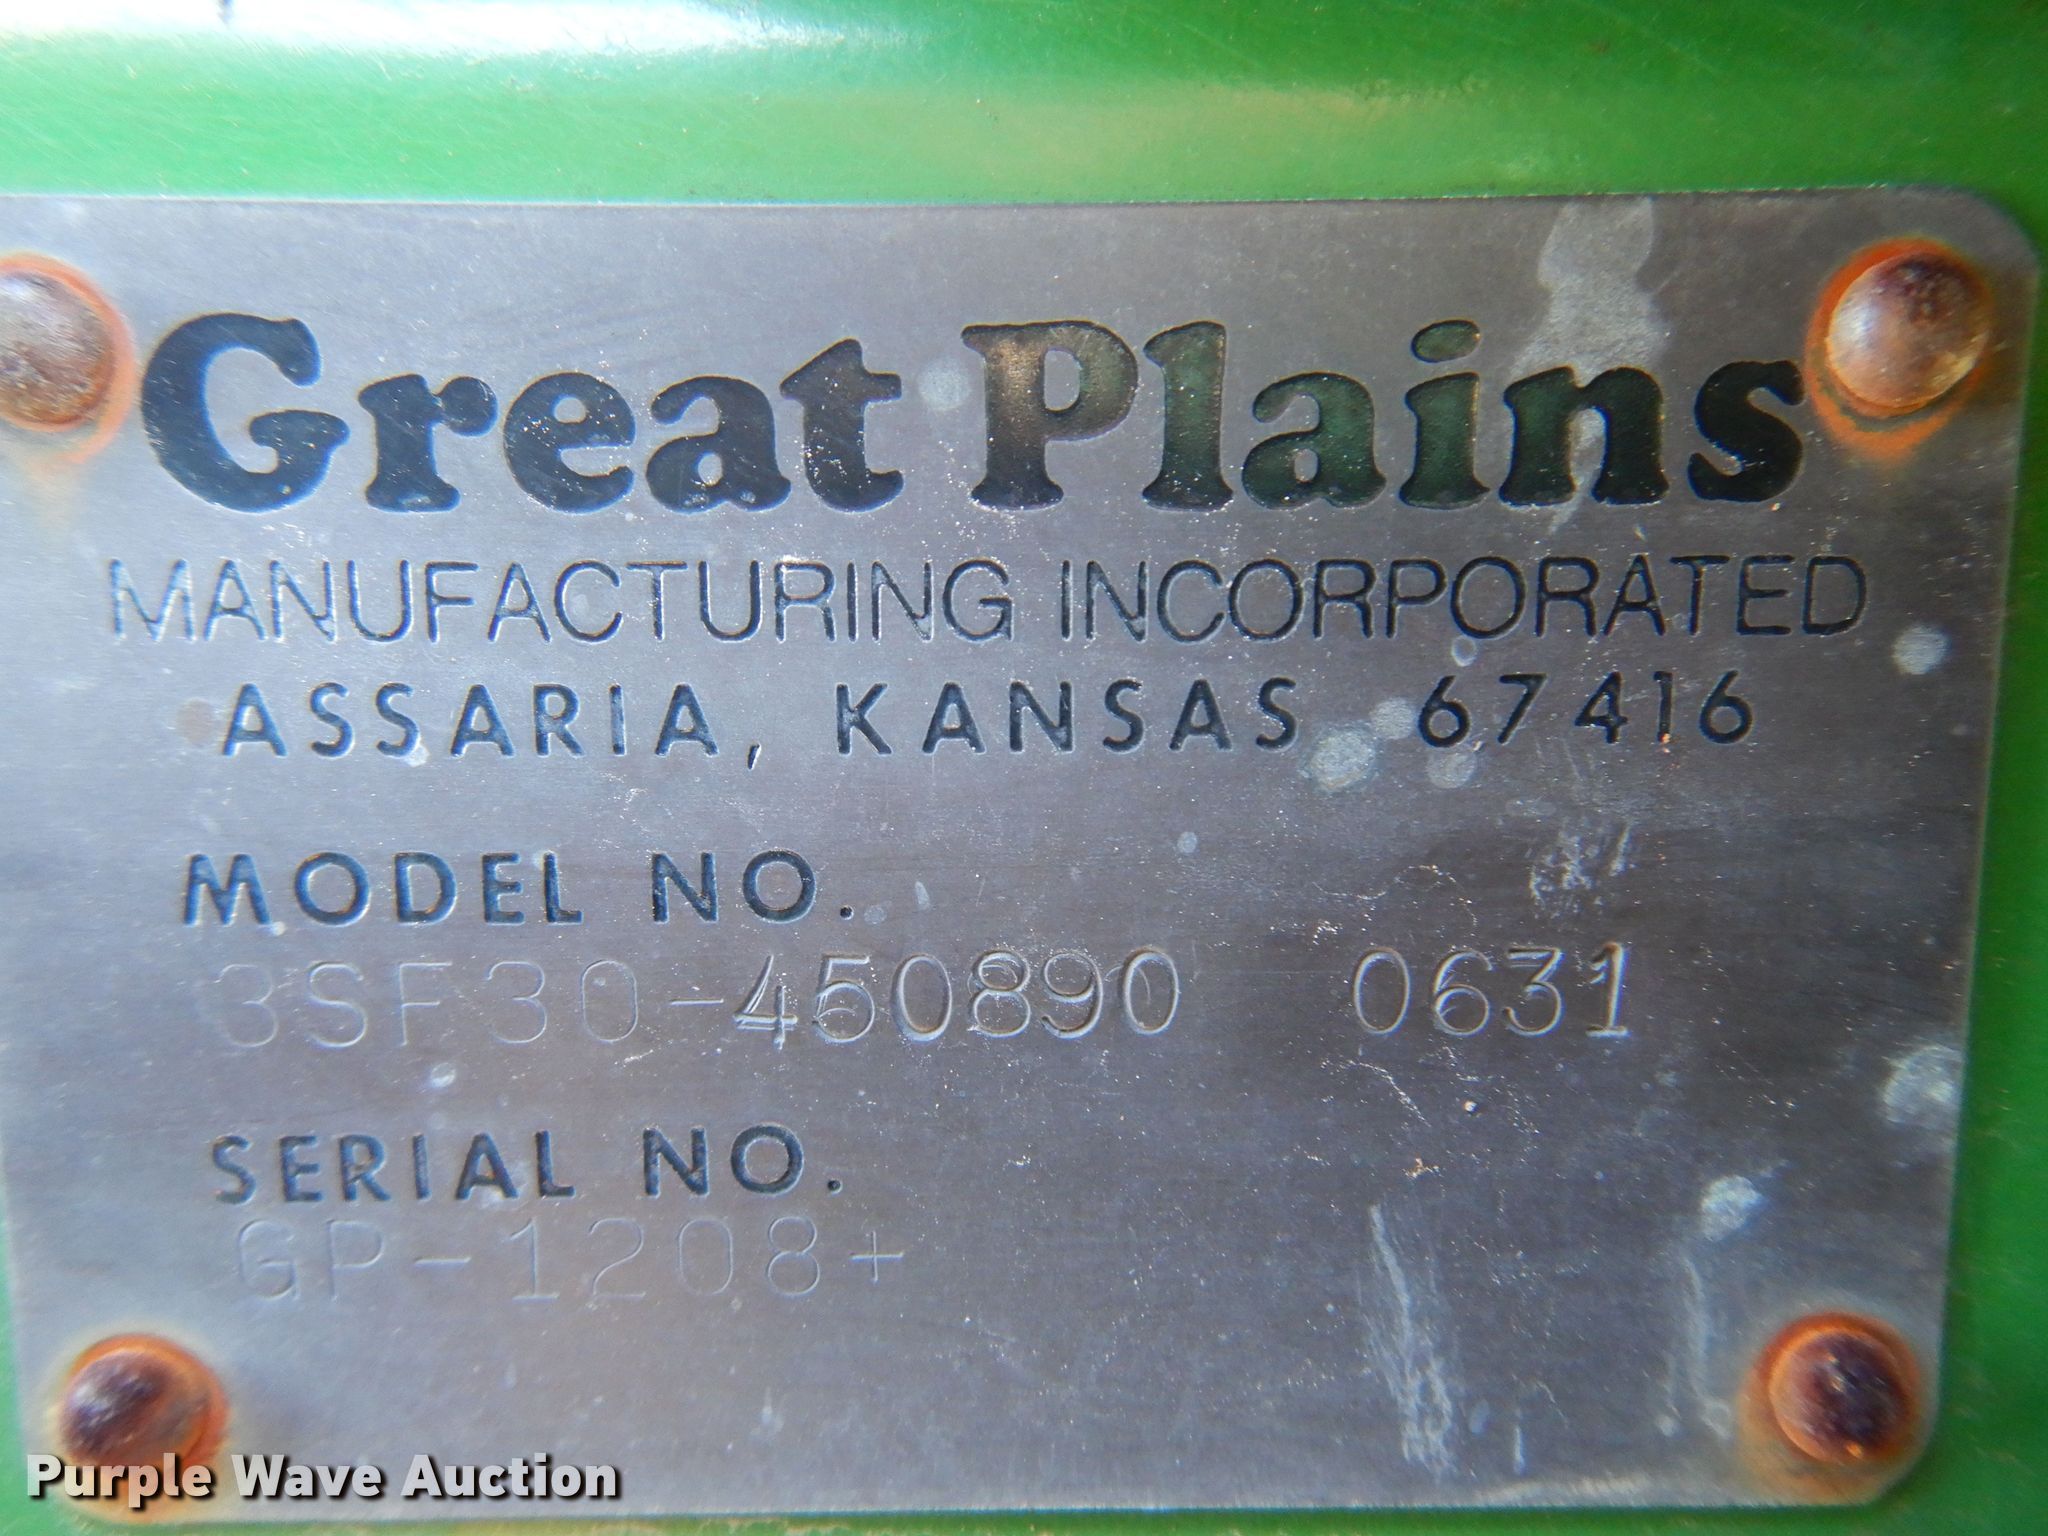 Great Plains
MANUFACTURING INCORPORATED
ASSARIA, KANSAS 67416
MODEL NO.
3SF30-450890 0631
SERIAL NO.
GP-1208+
Purple Wave Auction